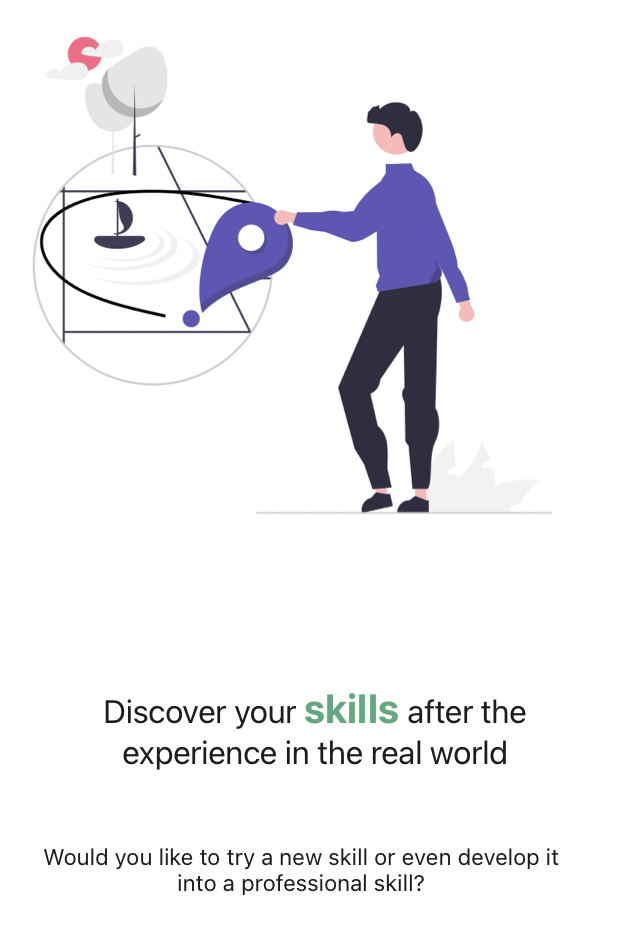 Discover your skills after the
experience in the real world
Would you like to try a new skill or even develop it
into a professional skill?